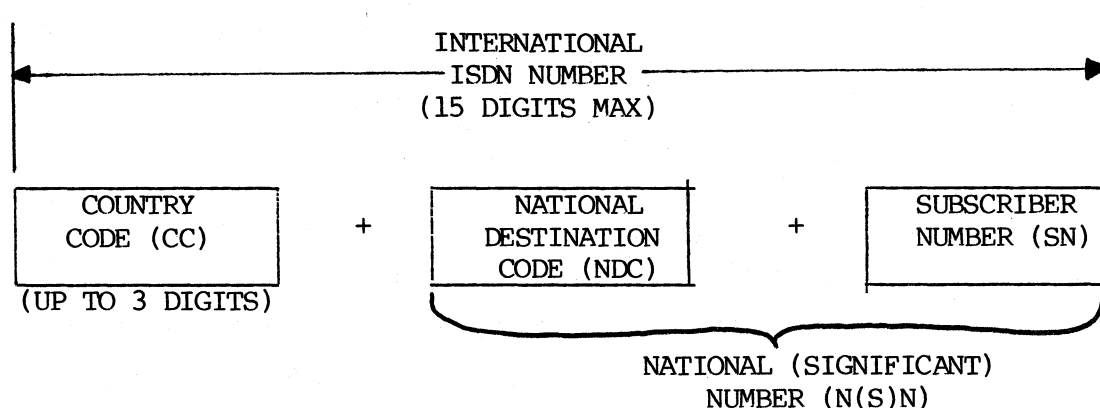 INTERNATIONAL
ISDN NUMBER
(15 DIGITS MAX)
COUNTRY
CODE (CC)
+
NATIONAL
DESTINATION
CODE (NDC)
+
SUBSCRIBER
NUMBER (SN)
(UP TO 3 DIGITS)
NATIONAL (SIGNIFICANT)
NUMBER (N(S)N)